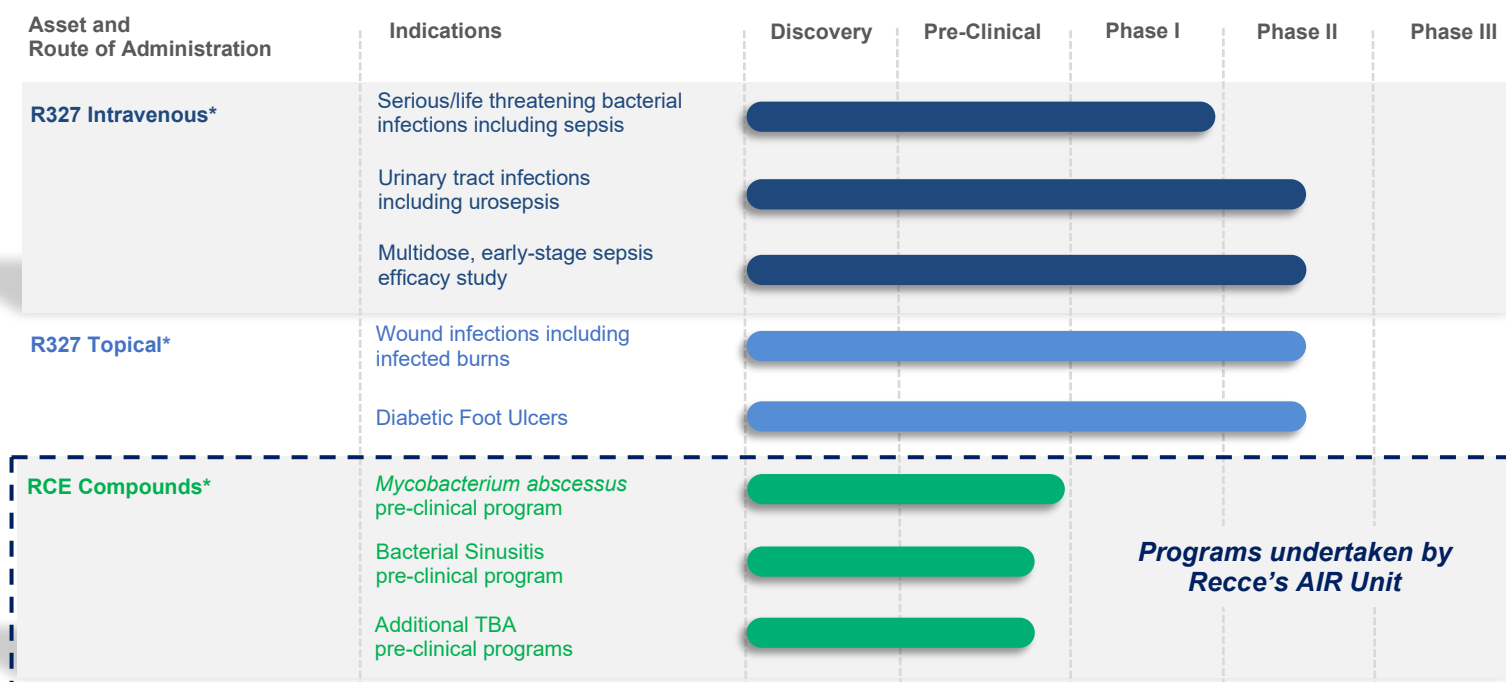 Asset and
Route of Administration
Indications
Discovery
Pre-Clinical
Phase I
Phase II
Phase III
R327 Intravenous*
Serious/life threatening bacterial
infections including sepsis
Urinary tract infections
including urosepsis
Multidose, early-stage sepsis
efficacy study
R327 Topical*
Wound infections including
infected burns
Diabetic Foot Ulcers
RCE Compounds*
Mycobacterium abscessus
pre-clinical program
Bacterial Sinusitis
pre-clinical program
Additional TBA
pre-clinical programs
Programs undertaken by
Recce's AIR Unit